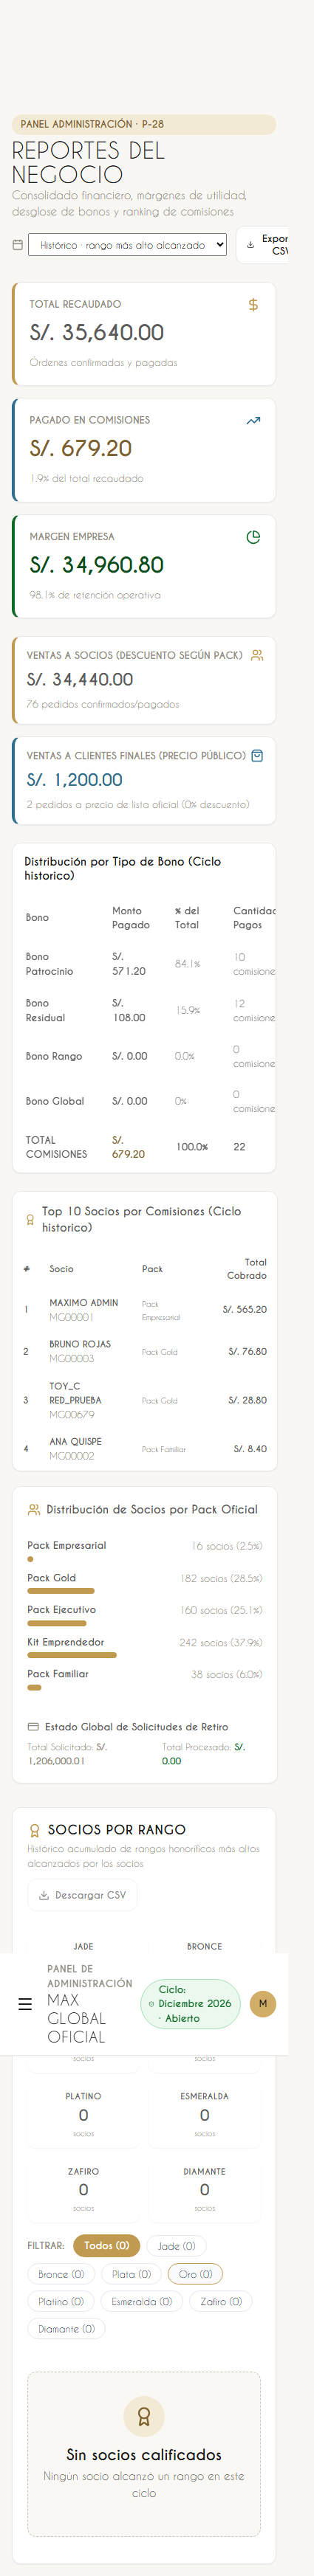 PANEL ADMINISTRACIÓN · P-28
REPORTES DEL
NEGOCIO
Consolidado financiero, márgenes de utilidad,
desglose de bonos y ranking de comisiones
Histórico · rango más alto alcanzado
Expor
CSV
TOTAL RECAUDADO
S/. 35,640.00
Órdenes confirmadas y pagadas
PAGADO EN COMISIONES
S/. 679.20
1.9% del total recaudado
MARGEN EMPRESA
S/. 34,960.80
98.1% de retención operativa
VENTAS A SOCIOS (DESCUENTO SEGÚN PACK)
S/. 34,440.00
76 pedidos confirmados/pagados
VENTAS A CLIENTES FINALES (PRECIO PÚBLICO)
S/. 1,200.00
2 pedidos a precio de lista oficial (0% descuento)
Distribución por Tipo de Bono (Ciclo
historico)
Bono Monto Pagado % del Total Cantidad Pagos
Bono Patrocinio S/. 571.20 84.1% 10 comisione
Bono Residual S/. 108.00 15.9% 12 comisione
Bono Rango S/. 0.00 0.0% 0 comisione
Bono Global S/. 0.00 0% 0 comisione
TOTAL COMISIONES S/. 679.20 100.0% 22
Top 10 Socios por Comisiones (Ciclo
historico)
# Socio Pack Total Cobrado
1 MAXIMO ADMIN MG00001 Pack Empresarial S/. 565.20
2 BRUNO ROJAS MG00003 Pack Gold S/. 76.80
3 TOY_C RED_PRUEBA MG00679 Pack Gold S/. 28.80
4 ANA QUISPE MG00002 Pack Familiar S/. 8.40
Distribución de Socios por Pack Oficial
Pack Empresarial 16 socios (2.5%)
Pack Gold 182 socios (28.5%)
Pack Ejecutivo 160 socios (25.1%)
Kit Emprendedor 242 socios (37.9%)
Pack Familiar 38 socios (6.0%)
Estado Global de Solicitudes de Retiro
Total Solicitado: S/. 1,206,000.01
Total Procesado: S/. 0.00
SOCIOS POR RANGO
Histórico acumulado de rangos honoríficos más altos
alcanzados por los socios
Descargar CSV
JADE BRONCE
PANEL DE
ADMINISTRACIÓN
MAX
GLOBAL
OFICIAL
Ciclo:
Diciembre 2026
· Abierto
M
socios socios
PLATINO ESMERALDA
0 0
socios socios
ZAFIRO DIAMANTE
0 0
socios socios
FILTRAR: Todos (0) Jade (0)
Bronce (0) Plata (0) Oro (0)
Platino (0) Esmeralda (0) Zafiro (0)
Diamante (0)
Sin socios calificados
Ningún socio alcanzó un rango en este
ciclo